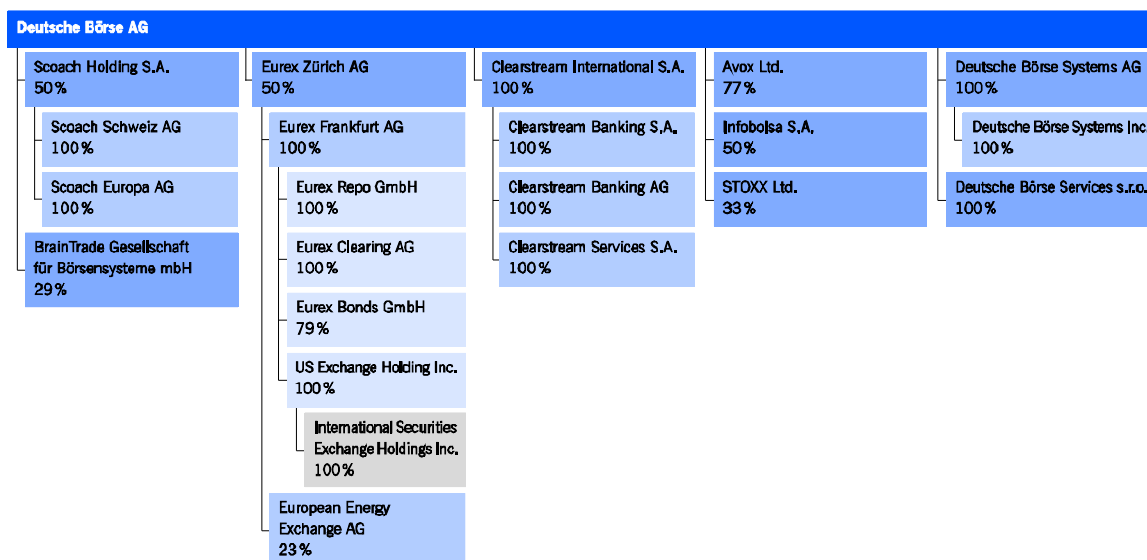 Deutsche Börse AG
Scoach Holding S.A.
50%
Scoach Schweiz AG
100%
Scoach Europa AG
100%
BrainTrade Gesellschaft
für Börsensysteme mbH
29%
Eurex Zürich AG
50%
Eurex Frankfurt AG
100%
Eurex Repo GmbH
100%
Eurex Clearing AG
100%
Eurex Bonds GmbH
79%
US Exchange Holding Inc.
100%
International Securities
Exchange Holdings Inc.
100%
European Energy
Exchange AG
23%
Clearstream International S.A.
100%
Clearstream Banking S.A.
100%
Clearstream Banking AG
100%
Clearstream Services S.A.
100%
Avox Ltd.
77%
Infobolsa S.A.
50%
STOXX Ltd.
33%
Deutsche Börse Systems AG
100%
Deutsche Börse Systems Inc.
100%
Deutsche Börse Services s.r.o.
100%